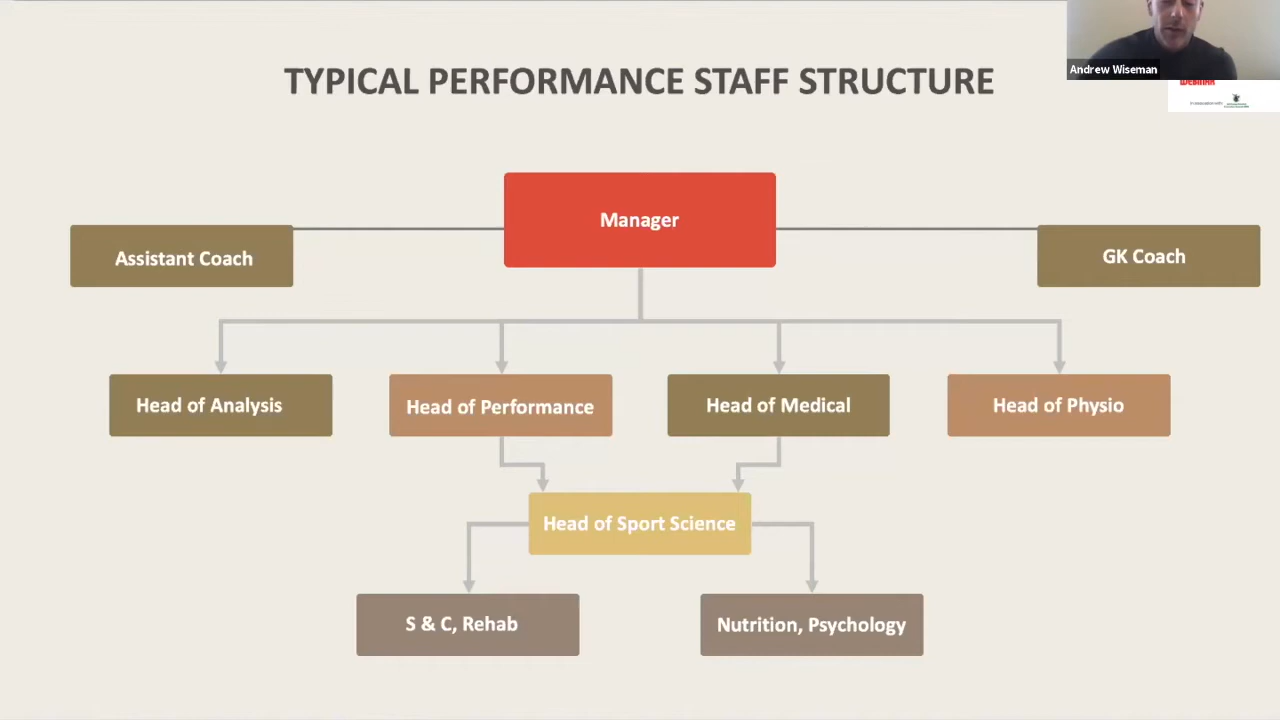 Andrew Wiseman
WEBINAR
TYPICAL PERFORMANCE STAFF STRUCTURE
Manager
Assistant Coach
GK Coach
Head of Analysis
Head of Performance
Head of Medical
Head of Physio
Head of Sport Science
S & C, Rehab
Nutrition, Psychology